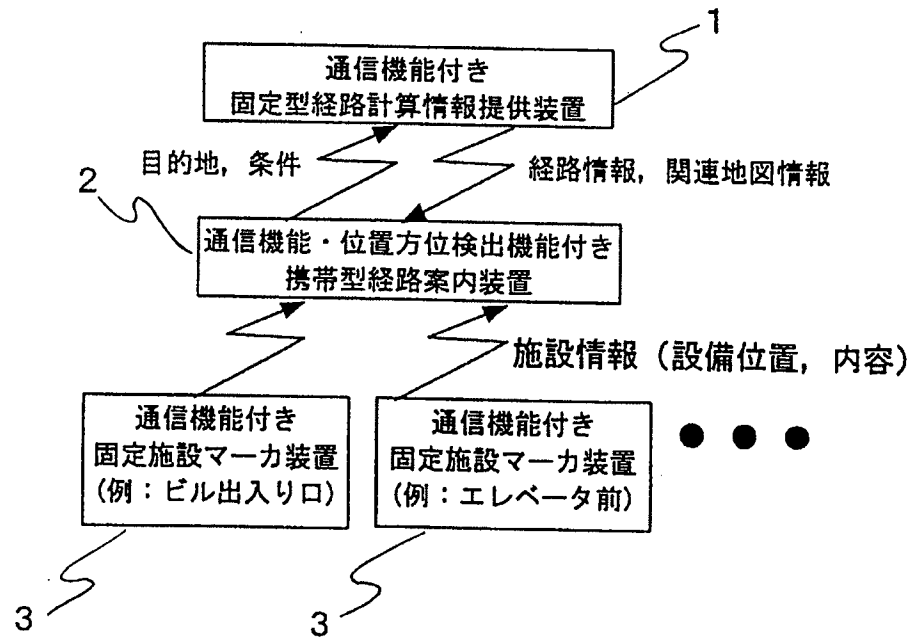 1
通信機能付き
固定型経路計算情報提供装置
目的地，条件
経路情報，関連地図情報
2
通信機能・位置方位検出機能付き
携帯型経路案内装置
施設情報（設備位置，内容）
通信機能付き
固定施設マーカ装置
（例：ビル出入り口）
通信機能付き
固定施設マーカ装置
（例：エレベータ前）
●●●
3
3